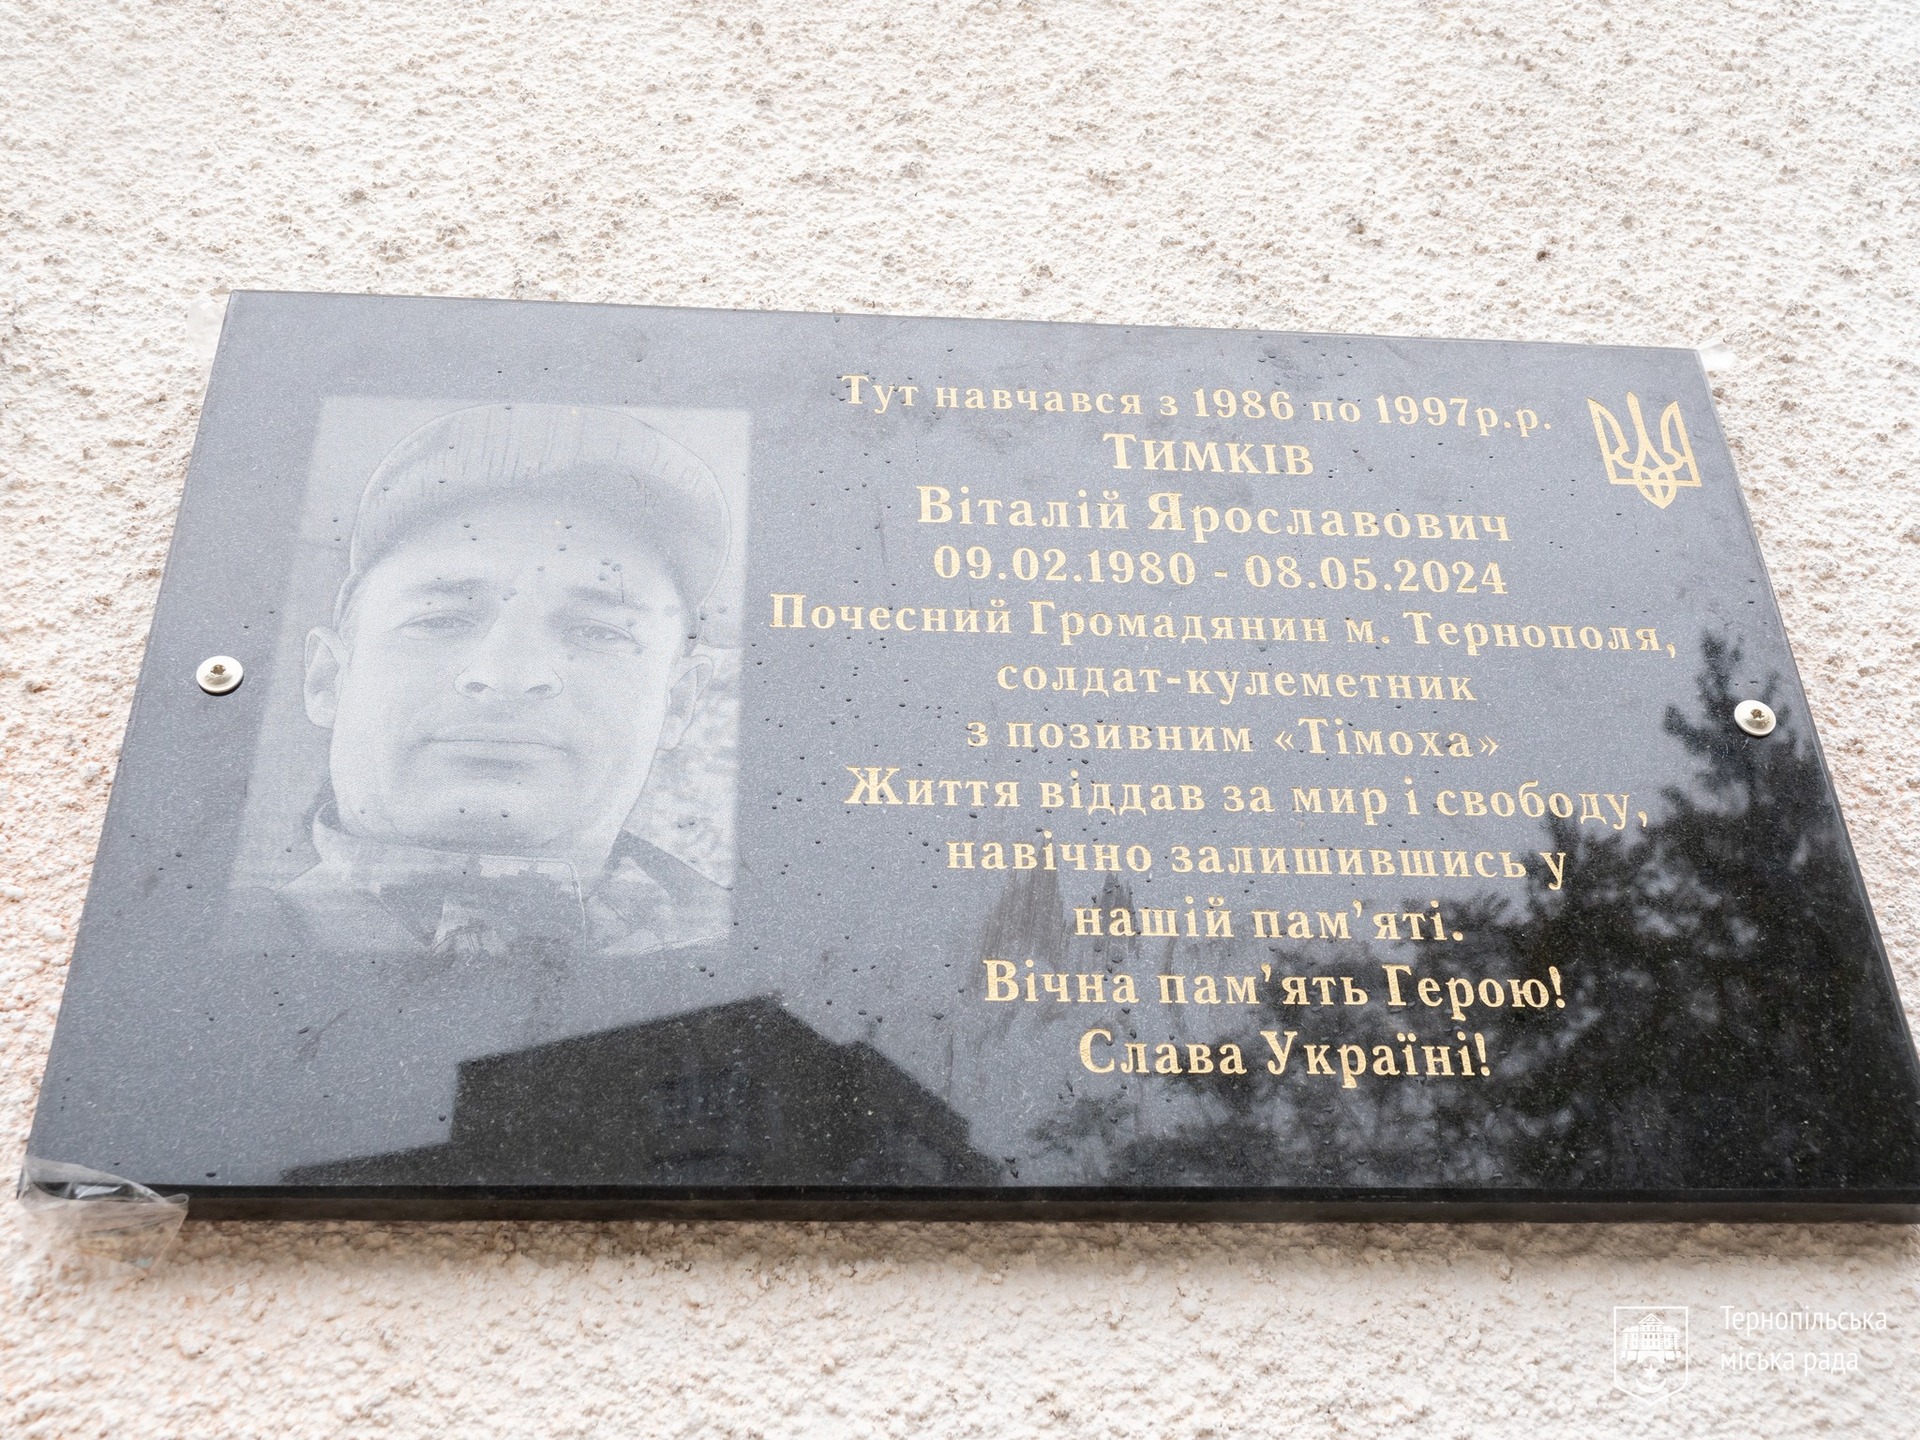 Тут навчався з 1986 по 1997р.р.
ТИМКІВ
Віталій Ярославович
09.02.1980 - 08.05.2024
Почесний Громадянин м. Тернополя,
солдат-кулеметник
з позивним «Тімоха»
Життя віддав за мир і свободу,
навічно залишившись у
нашій пам'яті.
Вічна пам'ять Герою!
Слава Україні!
Тернопільська
міська рада